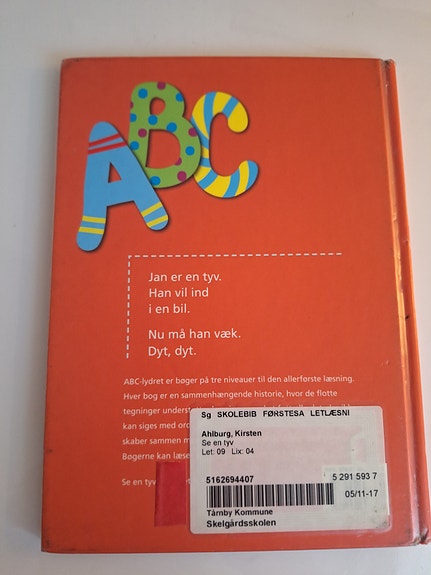 ABC
Jan er en tyv.
Han vil ind
i en bil.
Nu må han væk.
Dyt, dyt.
ABC-lydret er bøger på tre niveauer til den allerførste læsning.
Hver bog er en sammenhængende historie, hvor de flotte
tegninger
kan siges med
skaber sammen
Bøgerne kan
Se en tyv
Sg SKOLEBIB FØRSTESA LETLÆSNI
Ahlburg, Kirsten
Se en tyv
Let: 09 Lix: 04
5162694407 5 291 593 7
05/11-17
Tårnby Kommune
Skelgårdsskolen